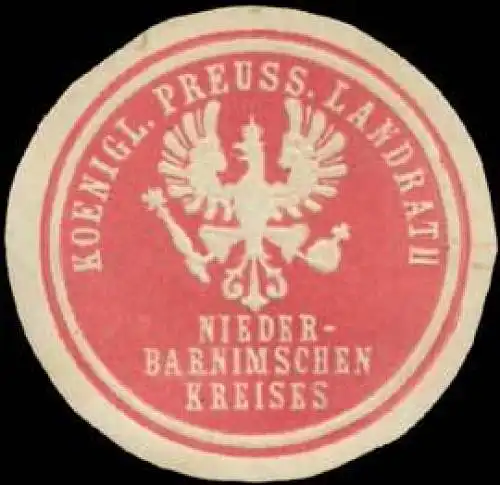 KOENIGL. PREUSS. LANDRATH
NIEDER-
BARNIMSCHEN
KREISES